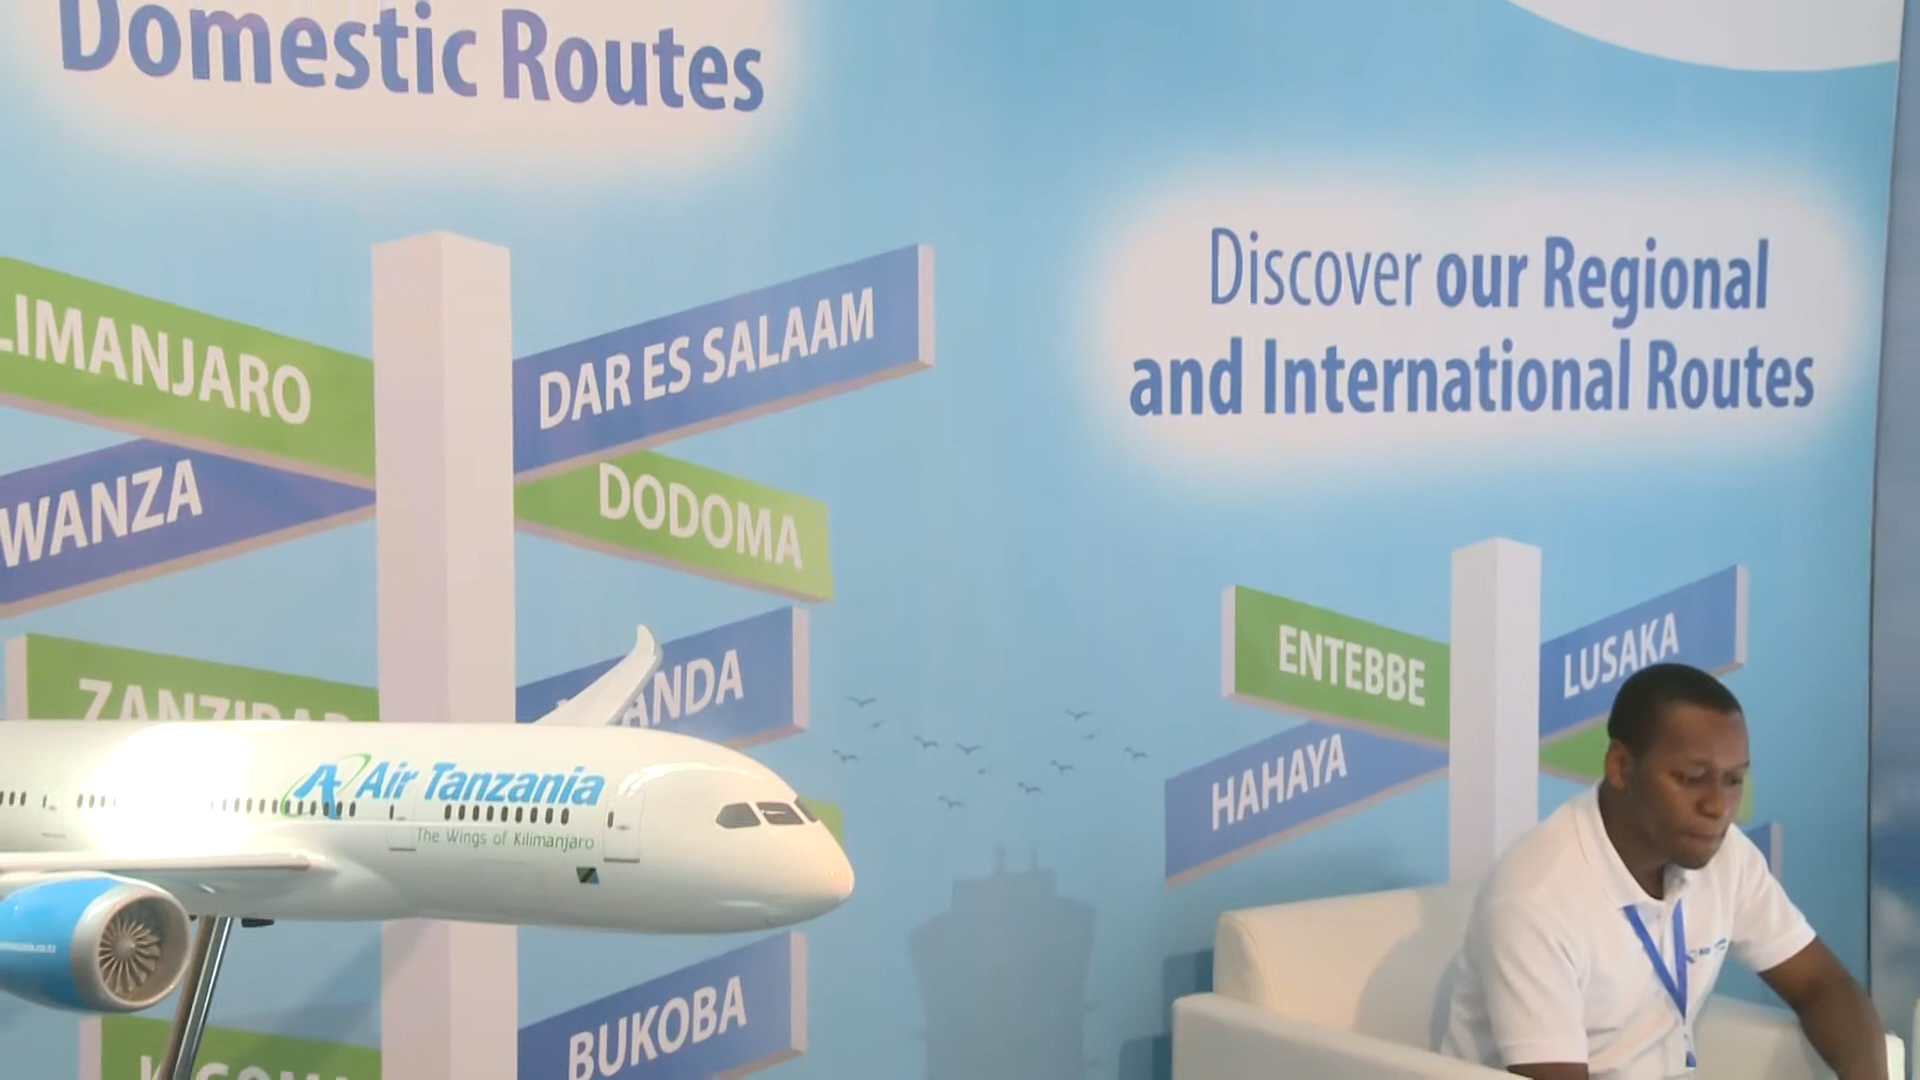 Domestic Routes
LIMANJARO
DAR ES SALAAM
WANZA
DODOMA
ZANZIBAR
ANDA
Air Tanzania
The Wings of Kilimanjaro
BUKOBA
Discover our Regional
and International Routes
ENTEBBE
LUSAKA
HAHAYA